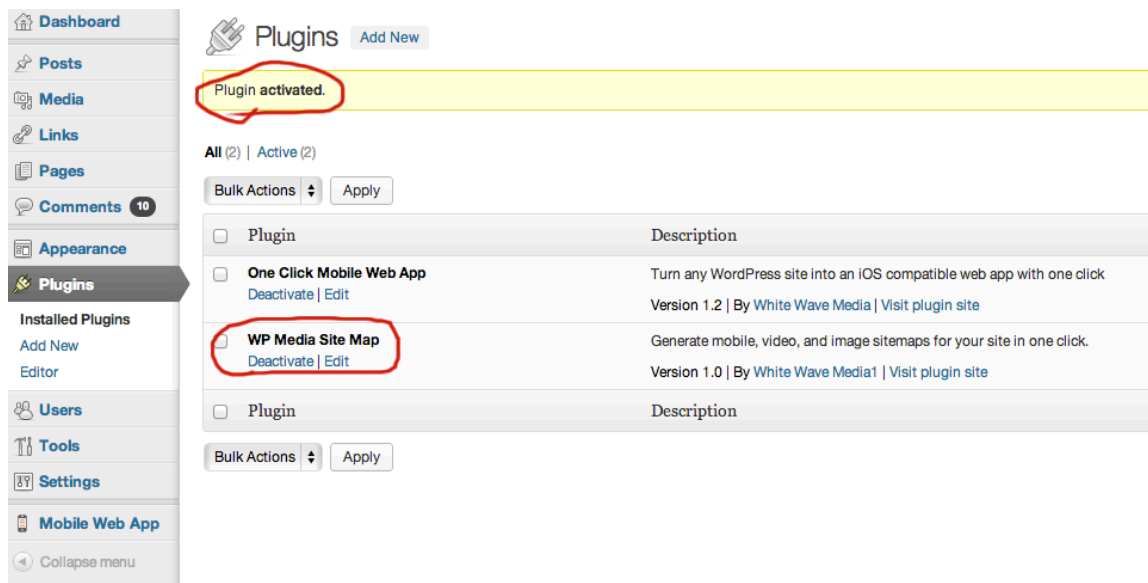 Dashboard
Posts
Media
Links
Pages
Comments 10
Appearance
Plugins
Installed Plugins
Add New
Editor
Users
Tools
Settings
Mobile Web App
Collapse menu
Plugins Add New
Plugin activated.
All (2) | Active (2)
Bulk Actions Apply
Plugin Description
One Click Mobile Web App Turn any WordPress site into an iOS compatible web app with one click
Deactivate | Edit Version 1.2 | By White Wave Media | Visit plugin site
WP Media Site Map Generate mobile, video, and image sitemaps for your site in one click.
Deactivate | Edit Version 1.0 | By White Wave Media1 | Visit plugin site
Plugin Description
Bulk Actions Apply